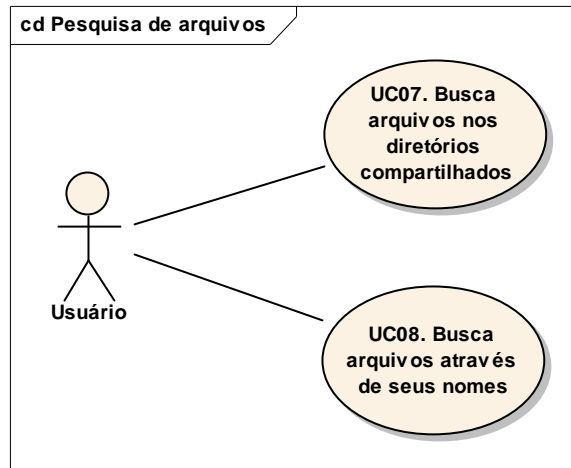 cd Pesquisa de arquivos
UC07. Busca
arquivos nos
diretórios
compartilhados
Usuário
UC08. Busca
arquivos através
de seus nomes